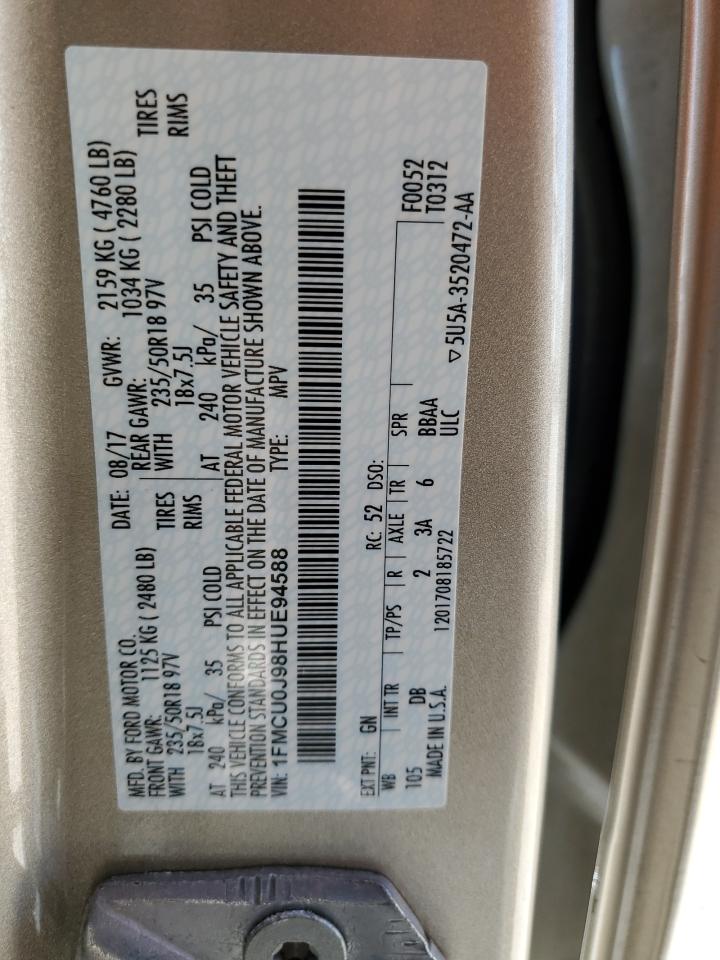 MFD. BY FORD MOTOR CO.
DATE: 08/17 GVWR: 2159 KG ( 4760 LB)
FRONT GAWR: 1125 KG ( 2480 LB) REAR GAWR: 1034 KG ( 2280 LB)
WITH 235/50R18 97V TIRES WITH 235/50R18 97V TIRES
18x7.5J RIMS 18x7.5J RIMS
AT 240 kPa/ 35 PSI COLD AT 240 kPa/ 35 PSI COLD
THIS VEHICLE CONFORMS TO ALL APPLICABLE FEDERAL MOTOR VEHICLE SAFETY AND THEFT
PREVENTION STANDARDS IN EFFECT ON THE DATE OF MANUFACTURE SHOWN ABOVE.
VIN: 1FMCU0J98HUE94588 TYPE: MPV
EXT PNT: GN RC: 52 DSO:
WB INT TR TP/PS R AXLE TR SPR F0052
105 DB 2 3A 6 BBAA T0312
MADE IN U.S.A. 1201708185722 ULC
▽5U5A-3520472-AA